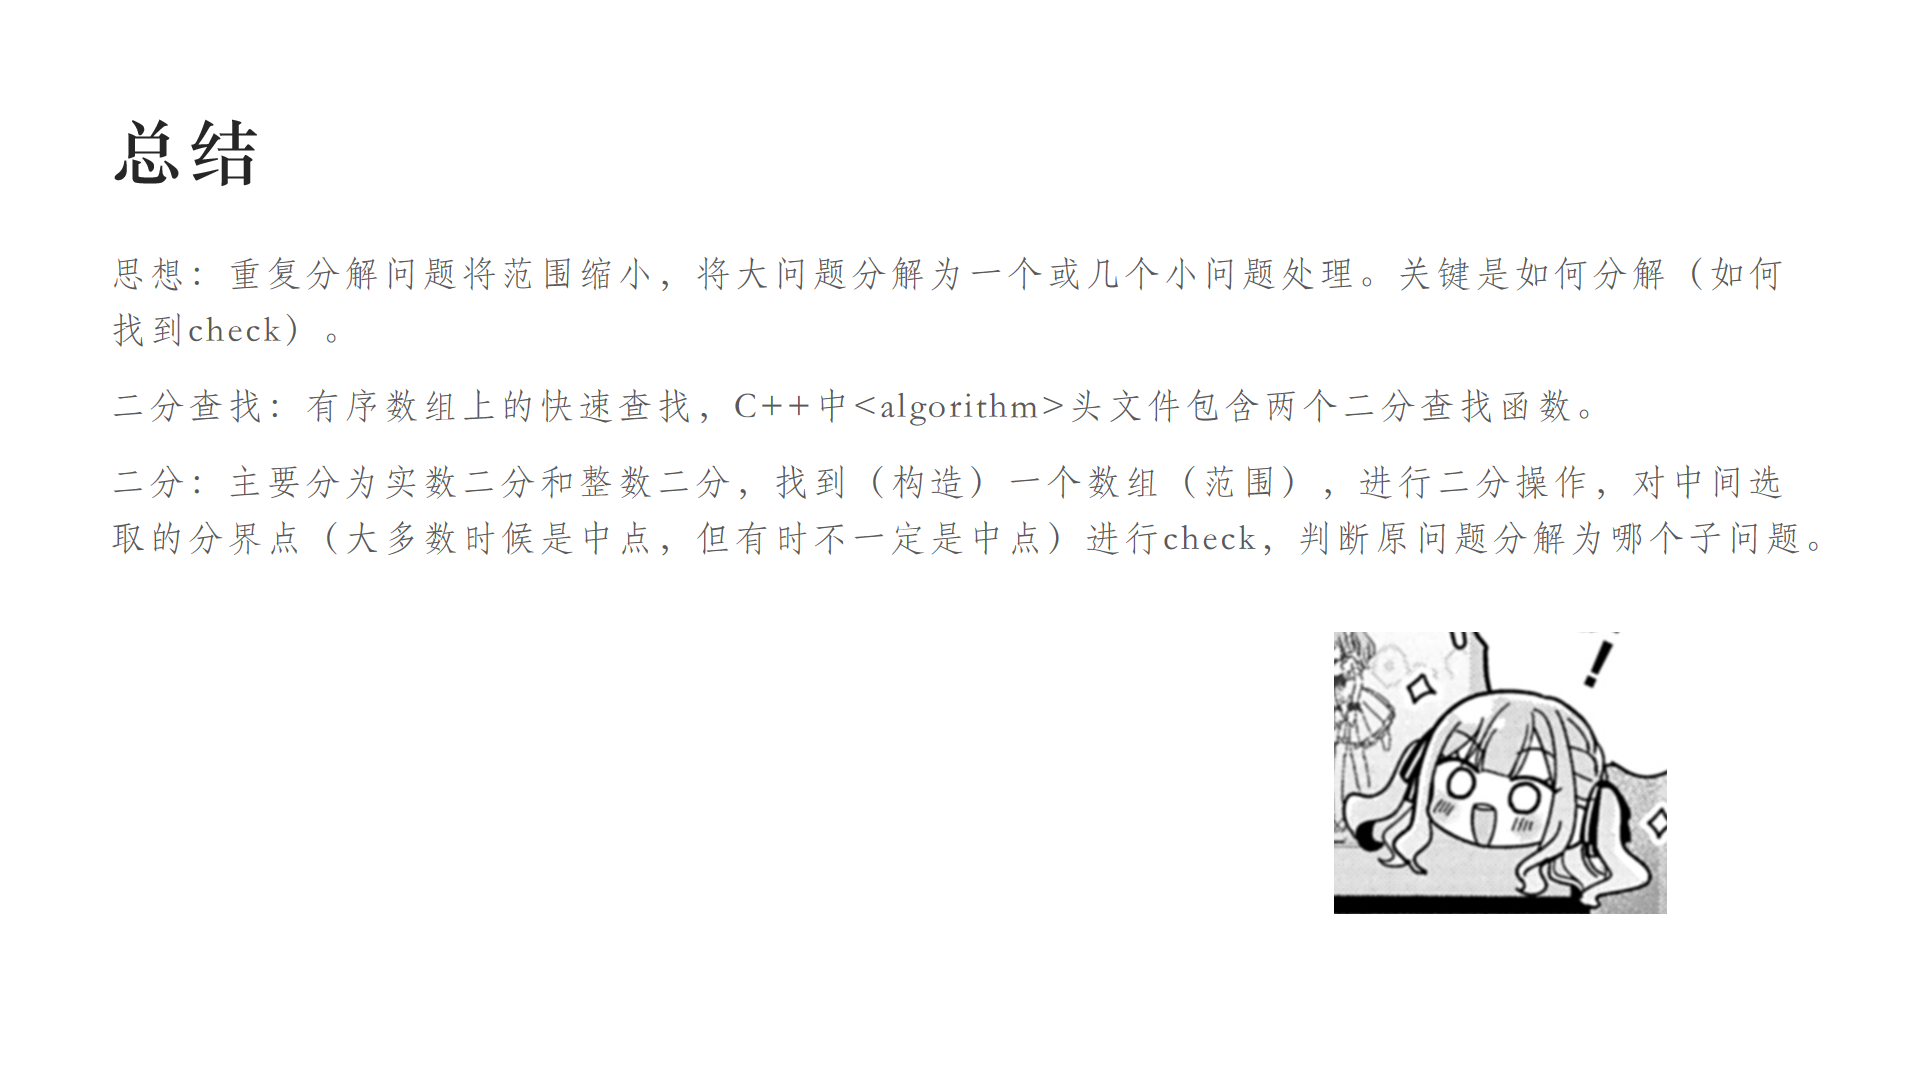 总结
思想：重复分解问题将范围缩小，将大问题分解为一个或几个小问题处理。关键是如何分解（如何
找到check）。
二分查找：有序数组上的快速查找，C++中<algorithm>头文件包含两个二分查找函数。
二分：主要分为实数二分和整数二分，找到（构造）一个数组（范围），进行二分操作，对中间选
取的分界点（大多数时候是中点，但有时不一定是中点）进行check，判断原问题分解为哪个子问题。
!